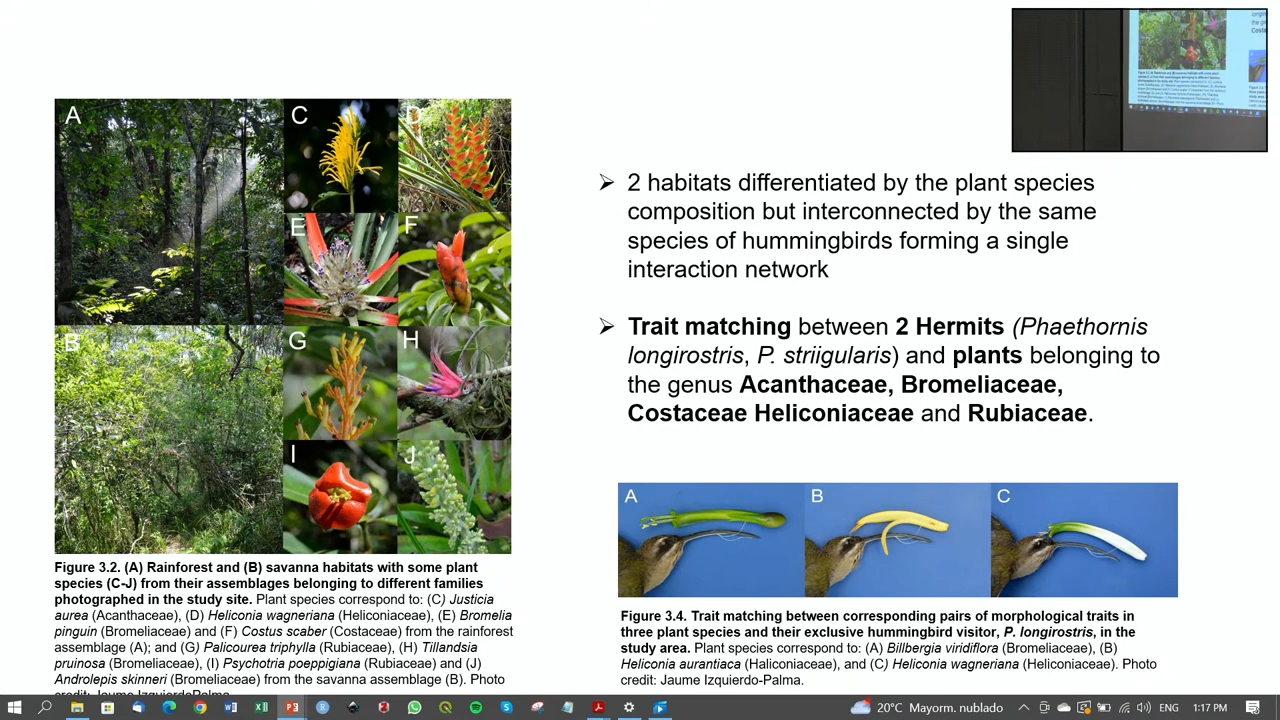 A
C
D
E
F
B
G
H
I
J
Figure 3.2. (A) Rainforest and (B) savanna habitats with some plant
species (C-J) from their assemblages belonging to different families
photographed in the study site. Plant species correspond to: (C) Justicia
aurea (Acanthaceae), (D) Heliconia wagneriana (Heliconiaceae), (E) Bromelia
pinguin (Bromeliaceae) and (F) Costus scaber (Costaceae) from the rainforest
assemblage (A); and (G) Palicourea triphylla (Rubiaceae), (H) Tillandsia
pruinosa (Bromeliaceae), (I) Psychotria poeppigiana (Rubiaceae) and (J)
Androlepis skinneri (Bromeliaceae) from the savanna assemblage (B). Photo
credit: Jaume Izquierdo-Palma.
➢ 2 habitats differentiated by the plant species
composition but interconnected by the same
species of hummingbirds forming a single
interaction network
➢ Trait matching between 2 Hermits (Phaethornis
longirostris, P. striigularis) and plants belonging to
the genus Acanthaceae, Bromeliaceae,
Costaceae Heliconiaceae and Rubiaceae.
A
B
C
Figure 3.4. Trait matching between corresponding pairs of morphological traits in
three plant species and their exclusive hummingbird visitor, P. longirostris, in the
study area. Plant species correspond to: (A) Billbergia viridiflora (Bromeliaceae), (B)
Heliconia aurantiaca (Haliconiaceae), and (C) Heliconia wagneriana (Heliconiaceae). Photo
credit: Jaume Izquierdo-Palma.
20°C Mayorm. nublado
ENG
1:17 PM